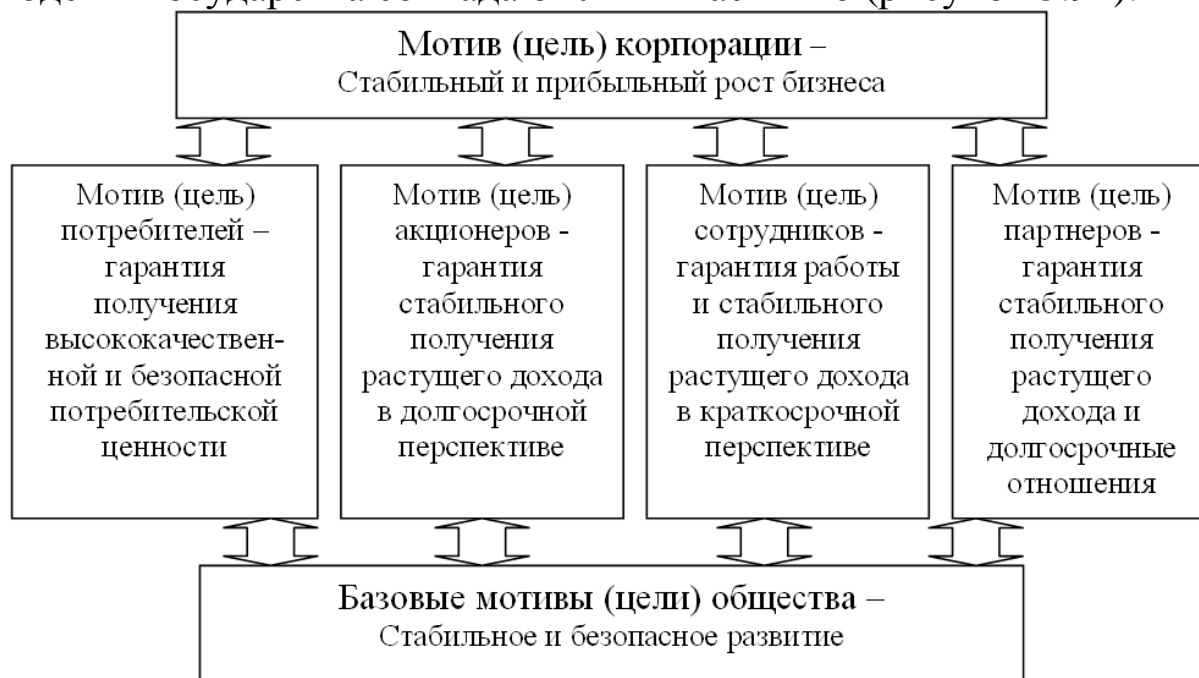 Мотив (цель) корпорации –
Стабильный и прибыльный рост бизнеса
Мотив (цель)
потребителей –
гарантия
получения
высококачествен-
ной и безопасной
потребительской
ценности
Мотив (цель)
акционеров -
гарантия
стабильного
получения
растущего дохода
в долгосрочной
перспективе
Мотив (цель)
сотрудников -
гарантия работы
и стабильного
получения
растущего дохода
в краткосрочной
перспективе
Мотив (цель)
партнеров -
гарантия
стабильного
получения
растущего
дохода и
долгосрочные
отношения
Базовые мотивы (цели) общества –
Стабильное и безопасное развитие